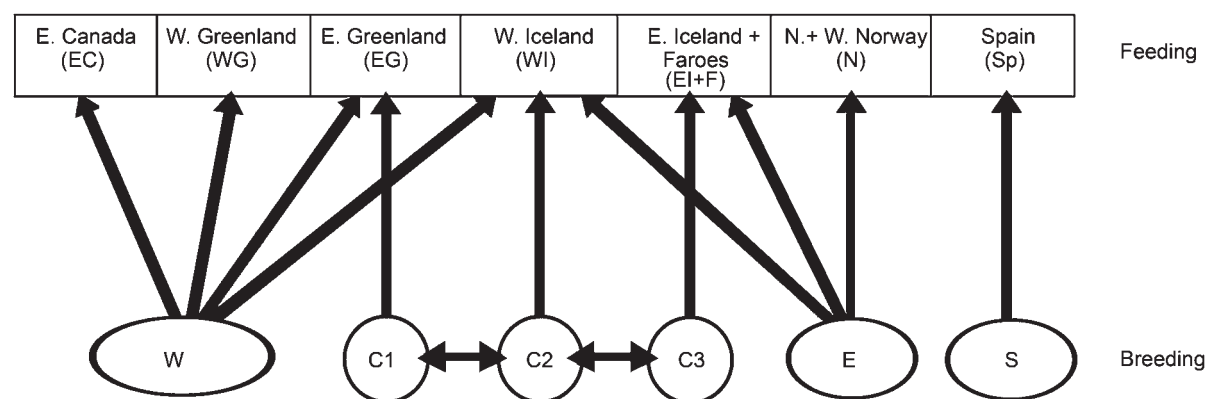 E. Canada
(EC)
W. Greenland
(WG)
E. Greenland
(EG)
W. Iceland
(WI)
E. Iceland +
Faroes
(EI+F)
N.+ W. Norway
(N)
Spain
(Sp)
Feeding
W
C1
C2
C3
E
S
Breeding